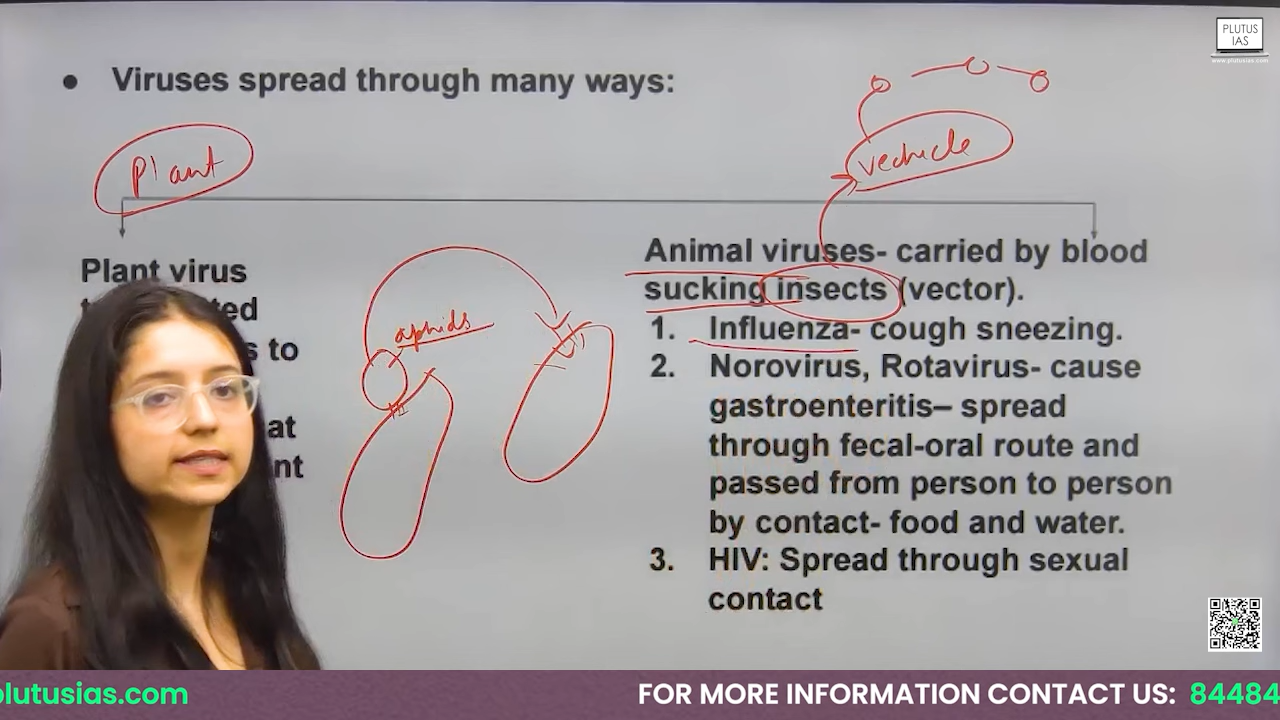 PLUTUS
IAS
www.plutusias.com
● Viruses spread through many ways:
Plant
vechicle
Plant virus
s to
at
nt
aphids
Animal viruses- carried by blood
sucking insects (vector).
1. Influenza- cough sneezing.
2. Norovirus, Rotavirus- cause
gastroenteritis– spread
through fecal-oral route and
passed from person to person
by contact- food and water.
3. HIV: Spread through sexual
contact
plutusias.com
FOR MORE INFORMATION CONTACT US: 84484